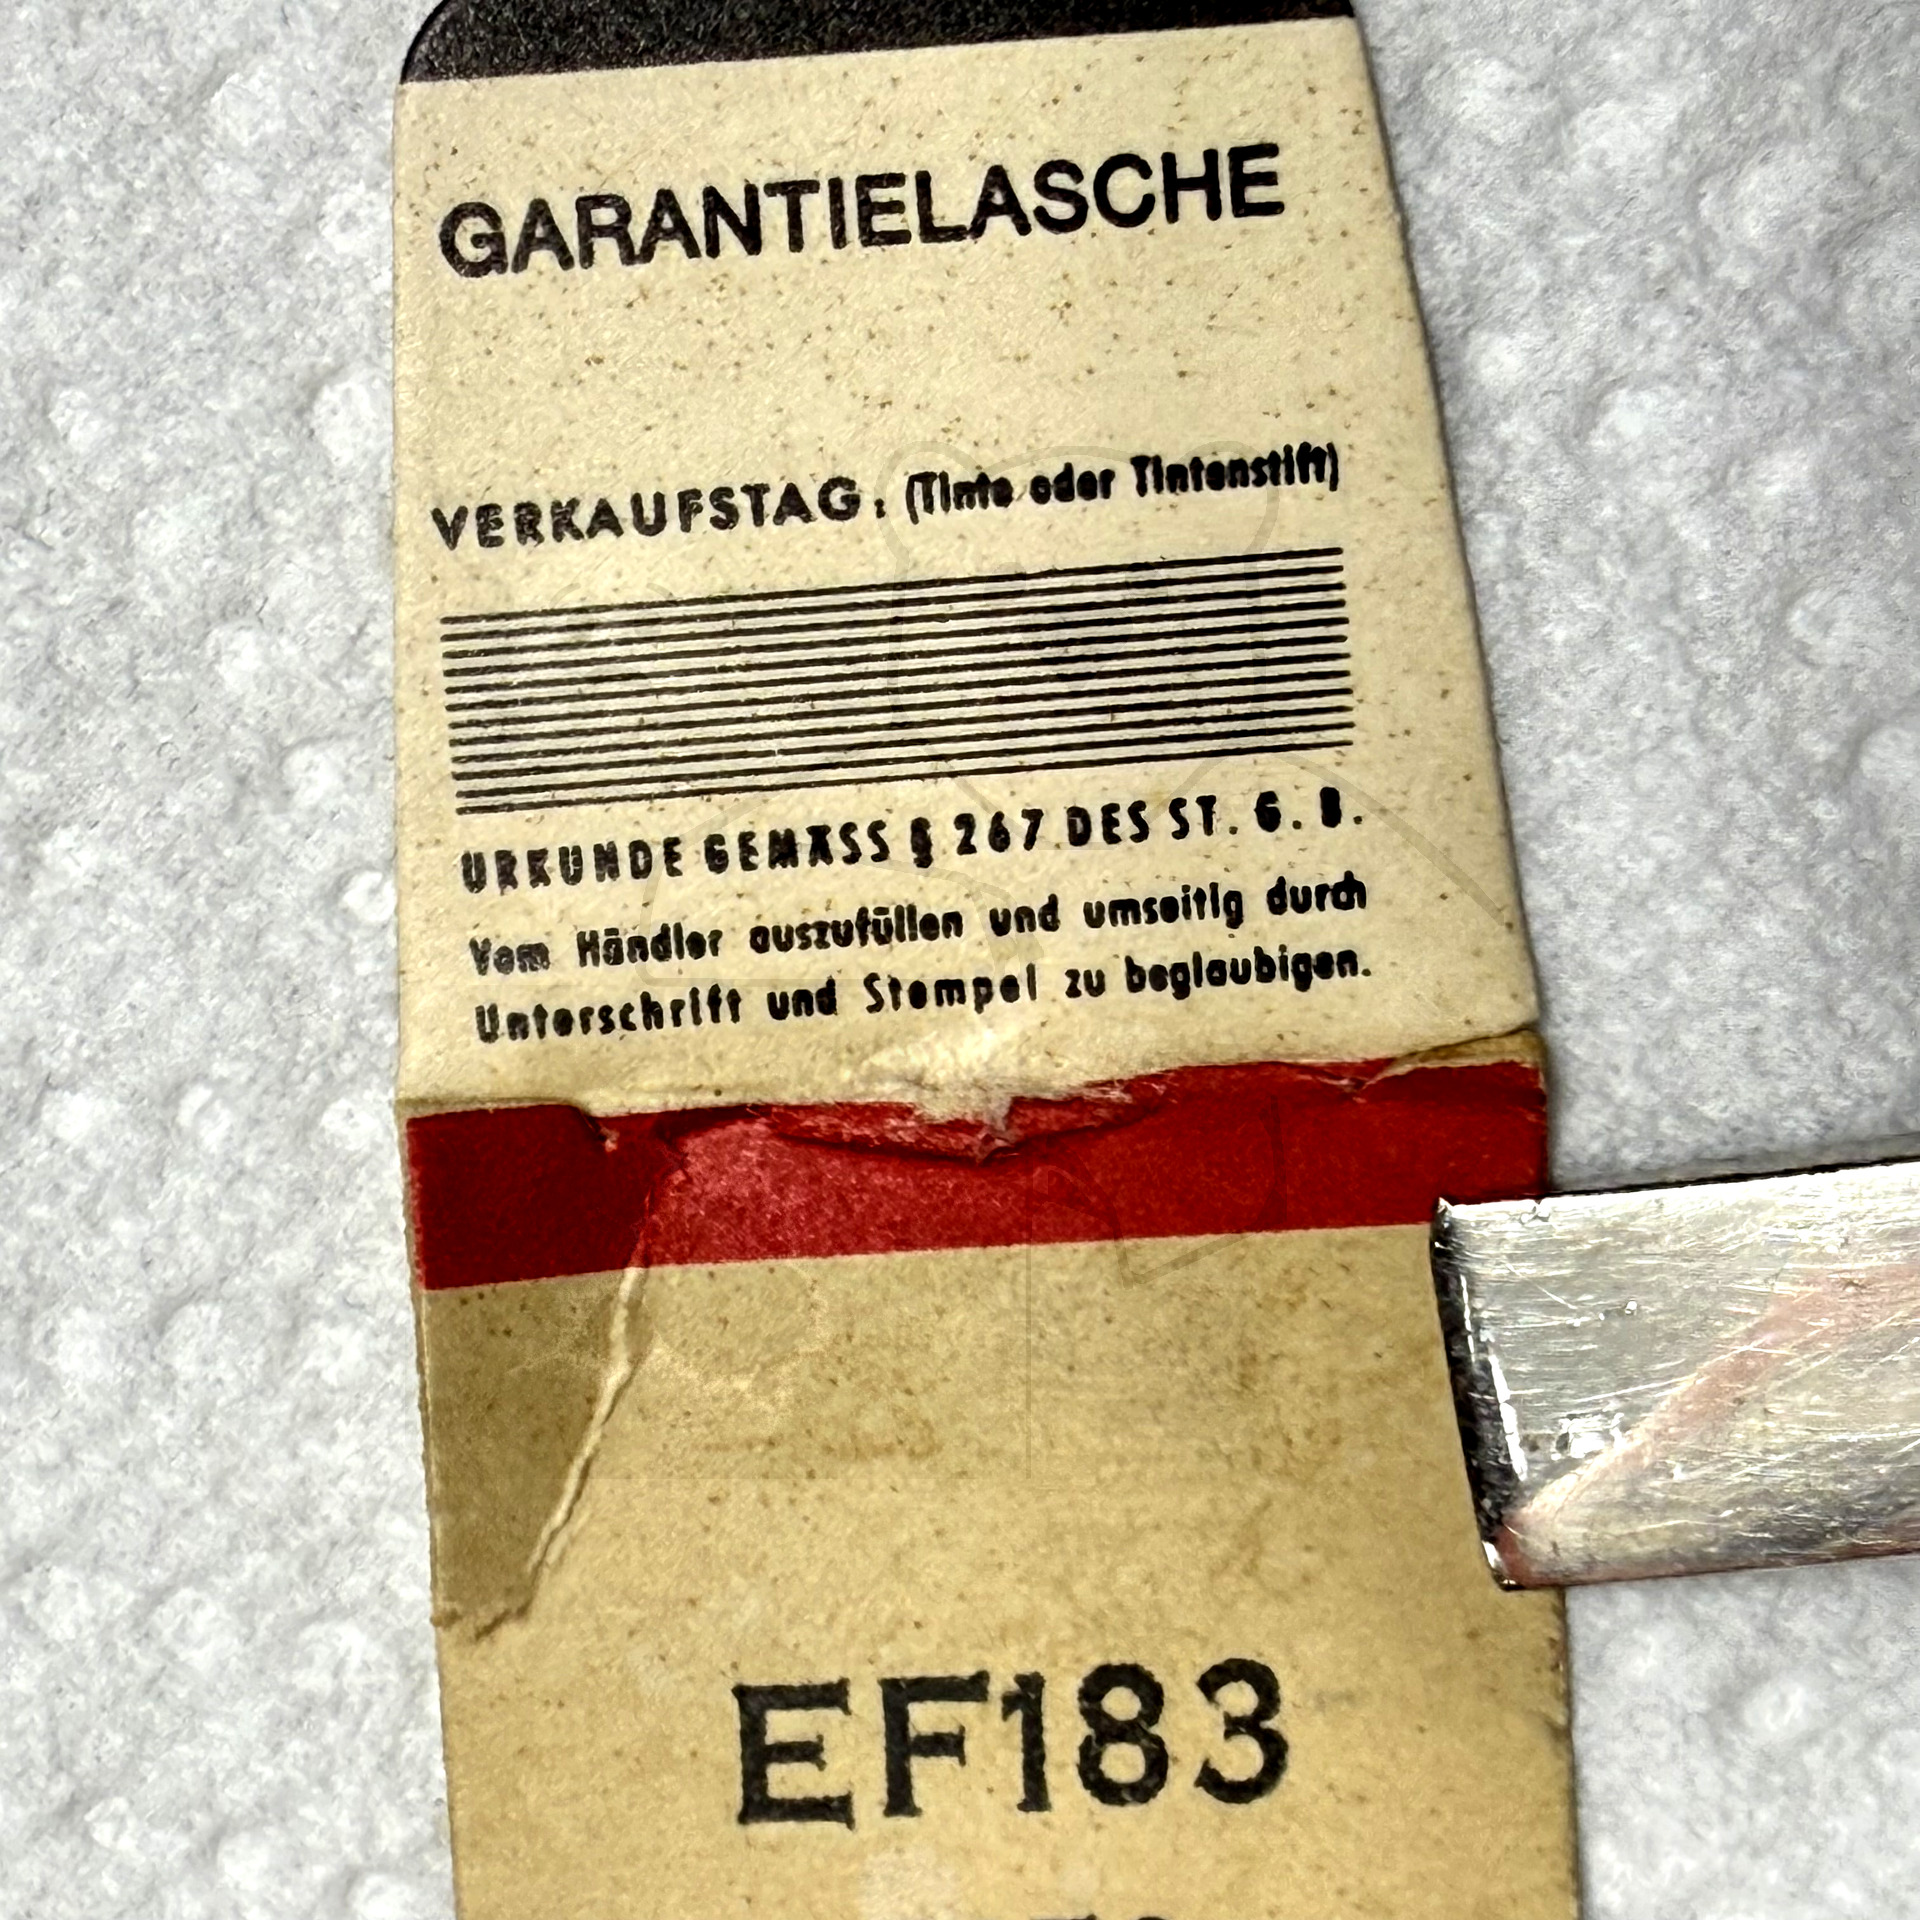 GARANTIELASCHE
VERKAUFSTAG: (Tinte oder Tintenstift)
URKUNDE GEMÄSS § 267 DES ST. G. B.
Vom Händler auszufüllen und umseitig durch
Unterschrift und Stempel zu beglaubigen.
EF183